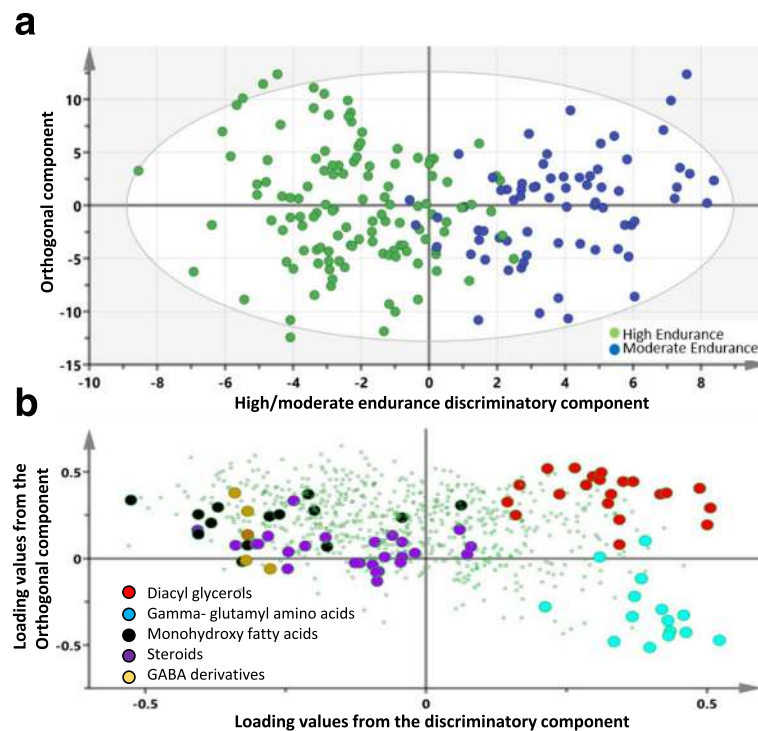 a
Orthogonal component
10
5
0
-5
-10
-15
-10
-8
-6
-4
-2
0
2
4
6
8
High Endurance
Moderate Endurance
High/moderate endurance discriminatory component
b
Loading values from the
Orthogonal component
0.5
0
-0.5
Diacyl glycerols
Gamma- glutamyl amino acids
Monohydroxy fatty acids
Steroids
GABA derivatives
-0.5
0
0.5
Loading values from the discriminatory component